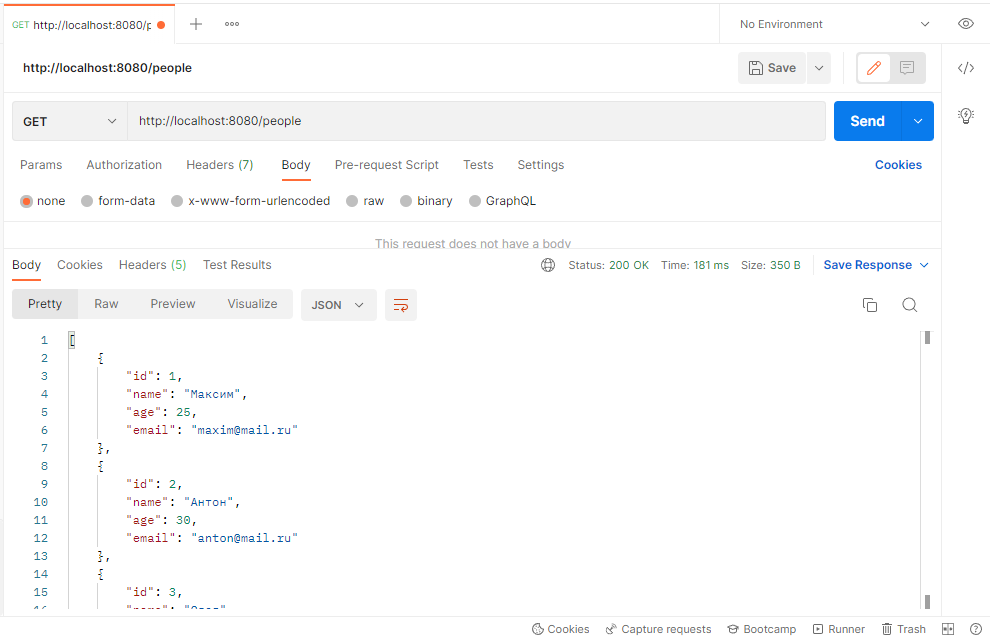 GET http://localhost:8080/p
No Environment
http://localhost:8080/people
Save
GET http://localhost:8080/people Send
Params Authorization Headers (7) Body Pre-request Script Tests Settings Cookies
none form-data x-www-form-urlencoded raw binary GraphQL
This request does not have a body
Body Cookies Headers (5) Test Results Status: 200 OK Time: 181 ms Size: 350 B Save Response
Pretty Raw Preview Visualize JSON
1 [
2 {
3 "id": 1,
4 "name": "Максим",
5 "age": 25,
6 "email": "maxim@mail.ru"
7 },
8 {
9 "id": 2,
10 "name": "Антон",
11 "age": 30,
12 "email": "anton@mail.ru"
13 },
14 {
15 "id": 3,
16 "name":
Cookies Capture requests Bootcamp Runner Trash